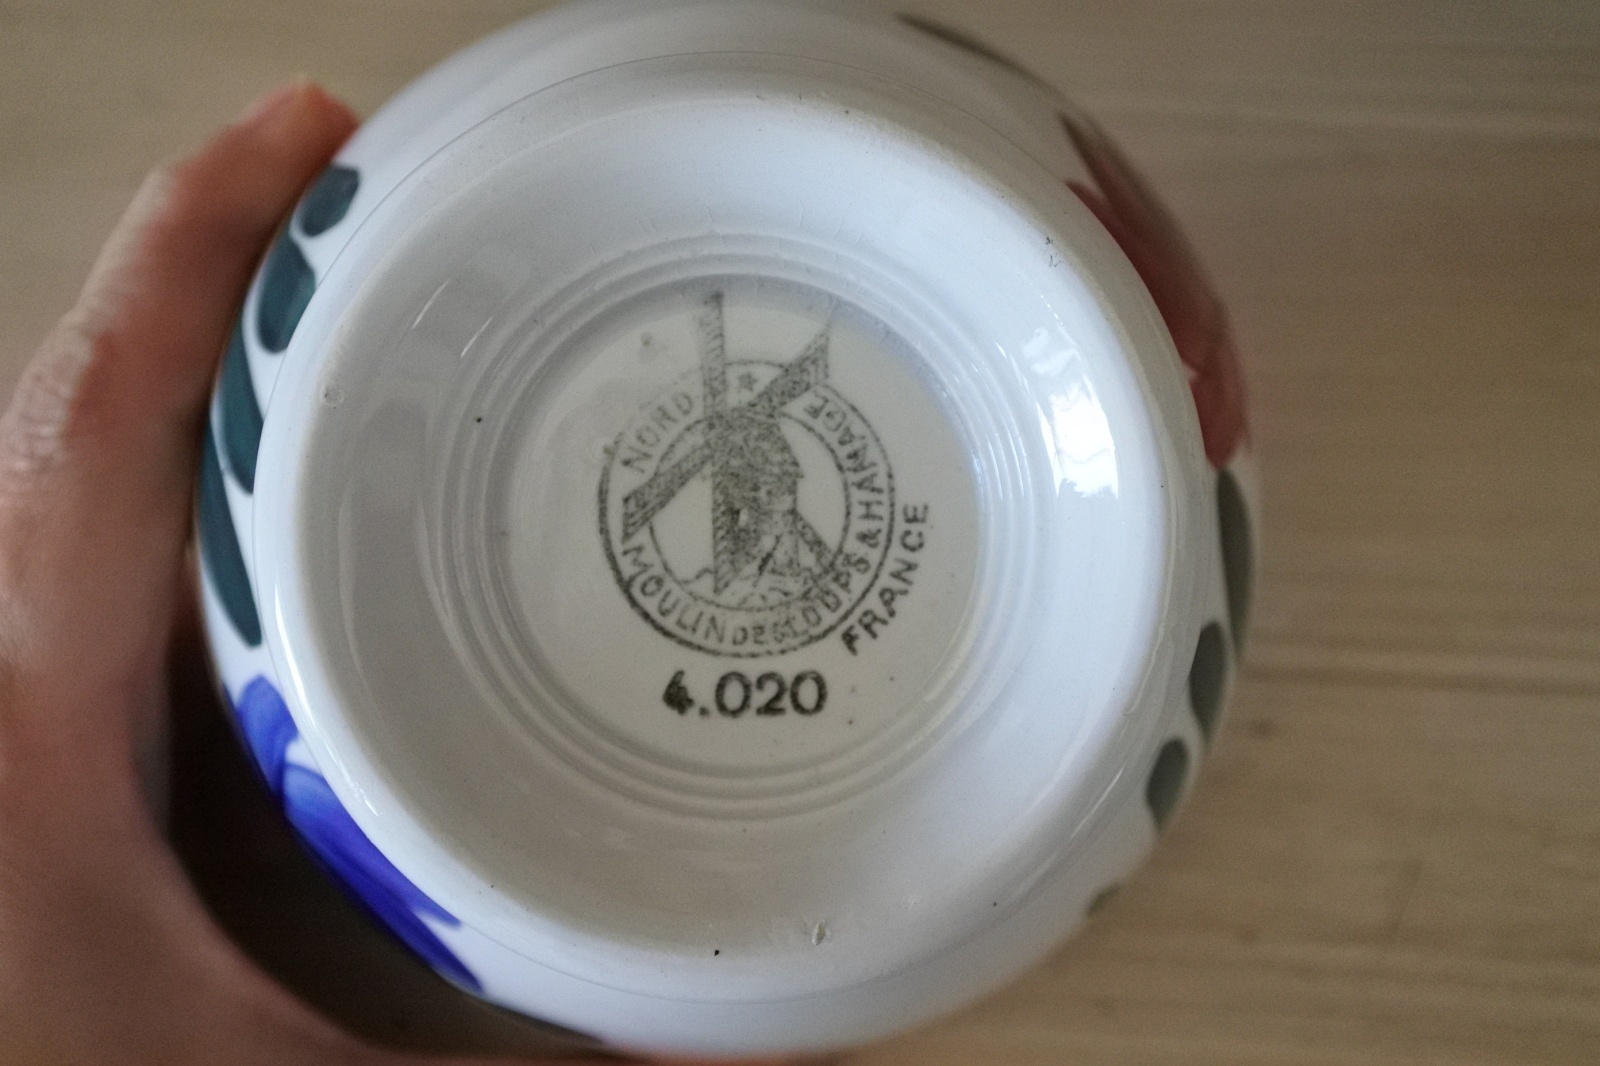 NORD
MOULIN DES LOUPS & HAMAGE
FRANCE
4.020